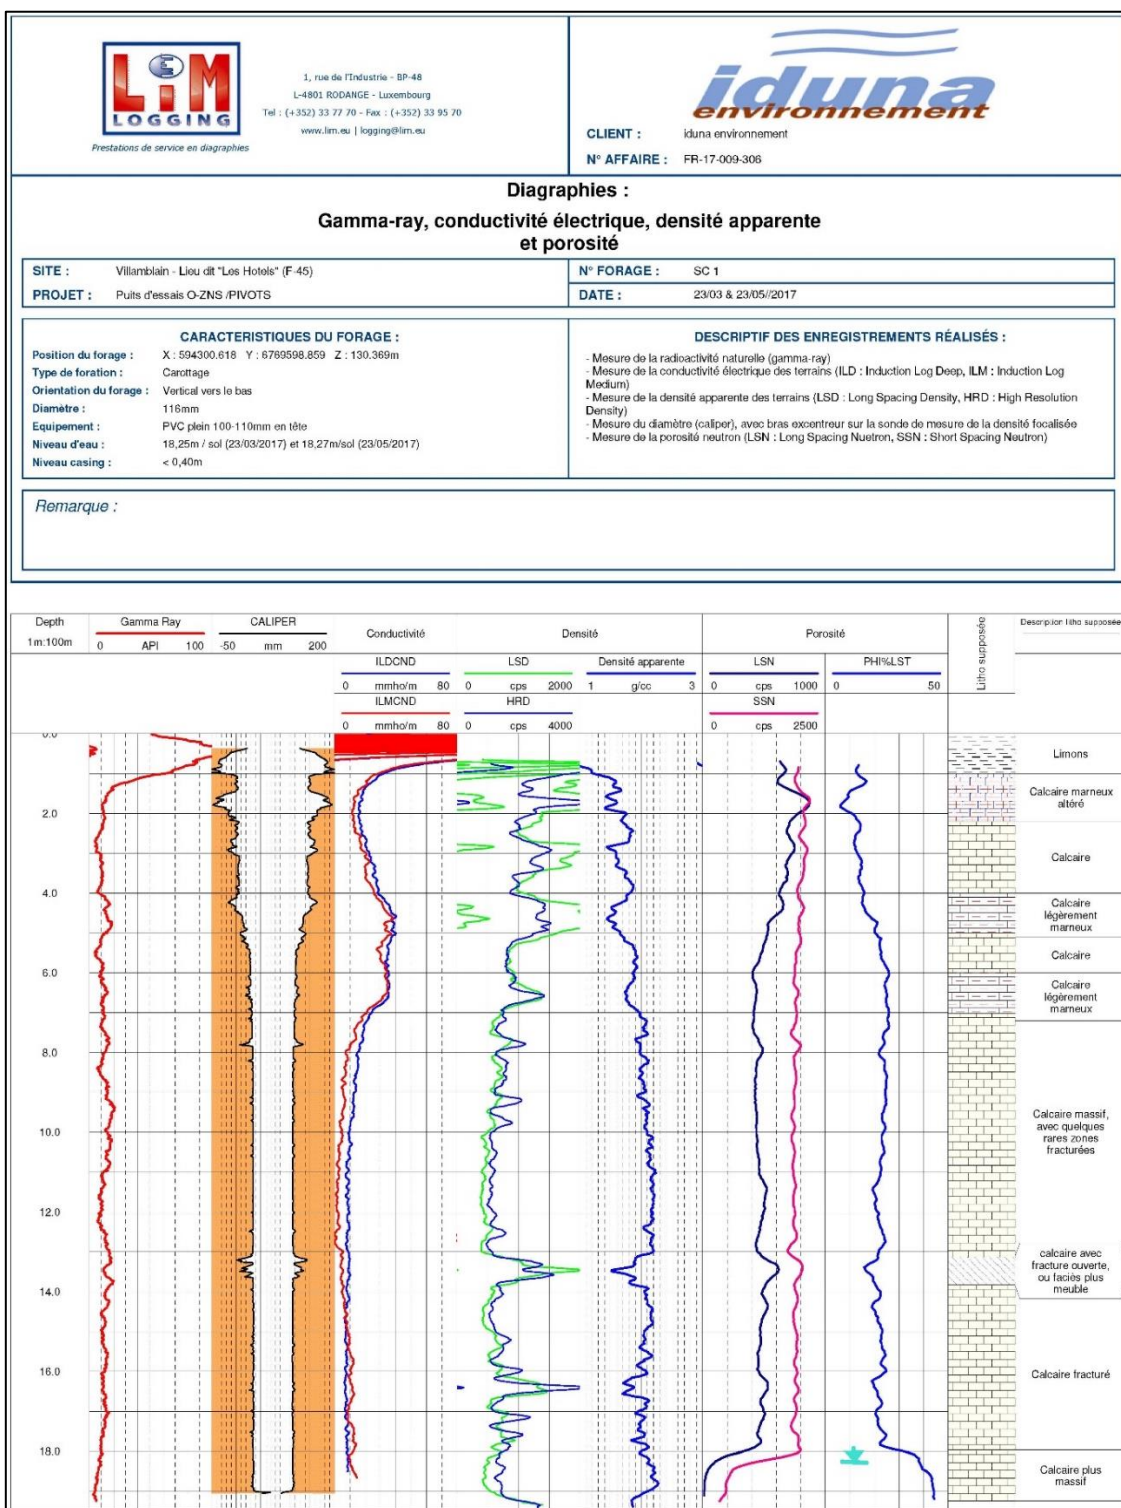 LiM
LOGGING
Prestations de service en diagraphies
1, rue de l'Industrie - BP-48
L-4801 RODANGE - Luxembourg
Tel : (+352) 33 77 70 - Fax : (+352) 33 95 70
www.lim.eu | logging@lim.eu
iduna
environnement
CLIENT : iduna environnement
N° AFFAIRE : FR-17-009-306
Diagraphies :
Gamma-ray, conductivité électrique, densité apparente
et porosité
SITE : Villamblain - Lieu dit "Les Hotels" (F-45)
N° FORAGE : SC 1
PROJET : Puits d'essais O-ZNS /PIVOTS
DATE : 23/03 & 23/05//2017
CARACTERISTIQUES DU FORAGE :
Position du forage : X : 594300.618 Y : 6769598.859 Z : 130.369m
Type de foration : Carottage
Orientation du forage : Vertical vers le bas
Diamètre : 116mm
Equipement : PVC plein 100-110mm en tête
Niveau d'eau : 18,25m / sol (23/03/2017) et 18,27m/sol (23/05/2017)
Niveau casing : < 0,40m
DESCRIPTIF DES ENREGISTREMENTS RÉALISÉS :
- Mesure de la radioactivité naturelle (gamma-ray)
- Mesure de la conductivité électrique des terrains (ILD : Induction Log Deep, ILM : Induction Log
Medium)
- Mesure de la densité apparente des terrains (LSD : Long Spacing Density, HRD : High Resolution
Density)
- Mesure du diamètre (caliper), avec bras excentreur sur la sonde de mesure de la densité focalisée
- Mesure de la porosité neutron (LSN : Long Spacing Nuetron, SSN : Short Spacing Neutron)
Remarque :
Depth
1m:100m
Gamma Ray
0 API 100
CALIPER
-50 mm 200
Conductivité
ILDCND
0 mmho/m 80
ILMCND
0 mmho/m 80
Densité
LSD
0 cps 2000
HRD
0 cps 4000
Densité apparente
1 g/cc 3
Porosité
LSN
0 cps 1000
SSN
0 cps 2500
PHI%LST
0 50
Litho supposée
Description litho supposée
0.0
2.0
4.0
6.0
8.0
10.0
12.0
14.0
16.0
18.0
Limons
Calcaire marneux
altéré
Calcaire
Calcaire
légèrement
marneux
Calcaire
Calcaire
légèrement
marneux
Calcaire massif,
avec quelques
rares zones
fracturées
calcaire avec
fracture ouverte,
ou faciès plus
meuble
Calcaire fracturé
Calcaire plus
massif